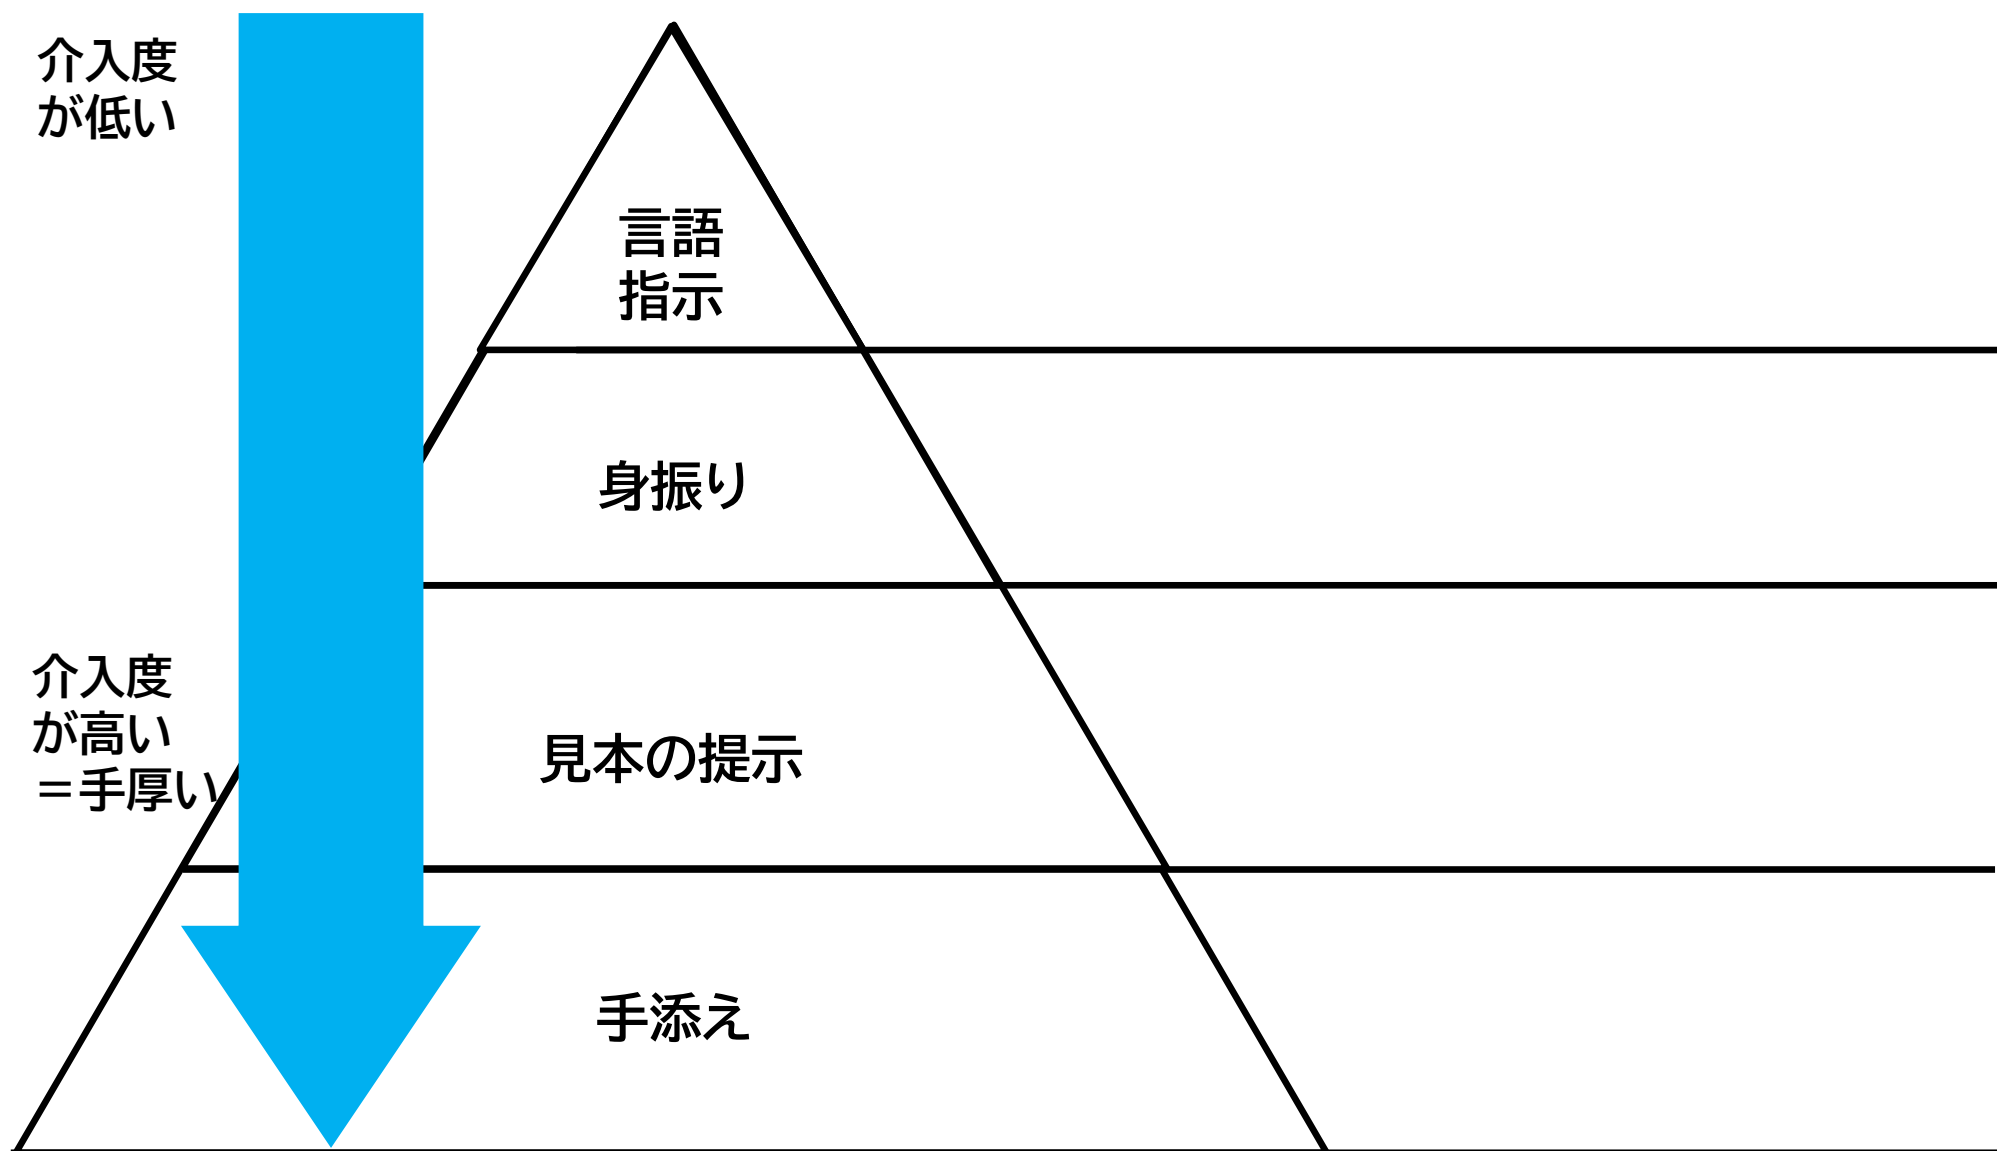 介入度
が低い
言語
指示
身振り
介入度
が高い
＝手厚い
見本の提示
手添え